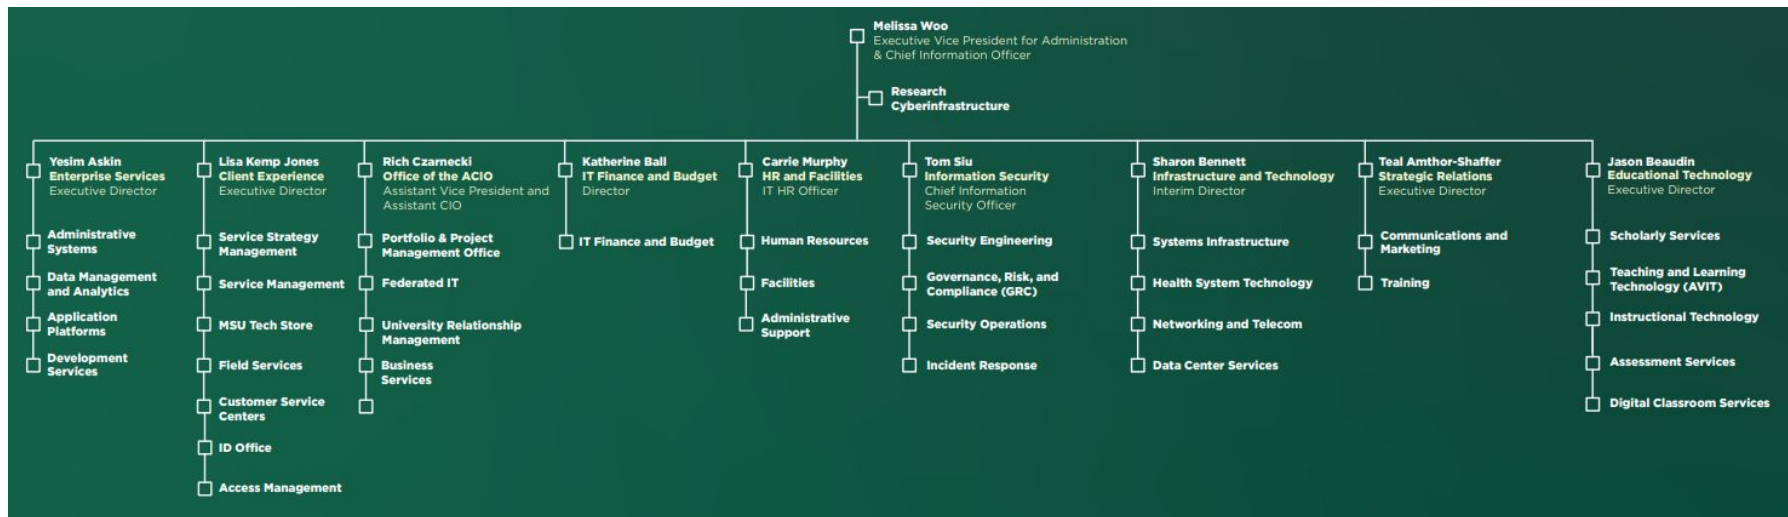 Melissa Woo
Executive Vice President for Administration
& Chief Information Officer
Research
Cyberinfrastructure
Yesim Askin
Enterprise Services
Executive Director
Administrative
Systems
Data Management
and Analytics
Application
Platforms
Development
Services
Lisa Kemp Jones
Client Experience
Executive Director
Service Strategy
Management
Service Management
MSU Tech Store
Field Services
Customer Service
Centers
ID Office
Access Management
Rich Czarnecki
Office of the ACIO
Assistant Vice President and
Assistant CIO
Portfolio & Project
Management Office
Federated IT
University Relationship
Management
Business
Services
Katherine Ball
IT Finance and Budget
Director
IT Finance and Budget
Carrie Murphy
HR and Facilities
IT HR Officer
Human Resources
Facilities
Administrative
Support
Tom Siu
Information Security
Chief Information
Security Officer
Security Engineering
Governance, Risk, and
Compliance (GRC)
Security Operations
Incident Response
Sharon Bennett
Infrastructure and Technology
Interim Director
Systems Infrastructure
Health System Technology
Networking and Telecom
Data Center Services
Teal Amthor-Shaffer
Strategic Relations
Executive Director
Communications and
Marketing
Training
Jason Beaudin
Educational Technology
Executive Director
Scholarly Services
Teaching and Learning
Technology (AVIT)
Instructional Technology
Assessment Services
Digital Classroom Services